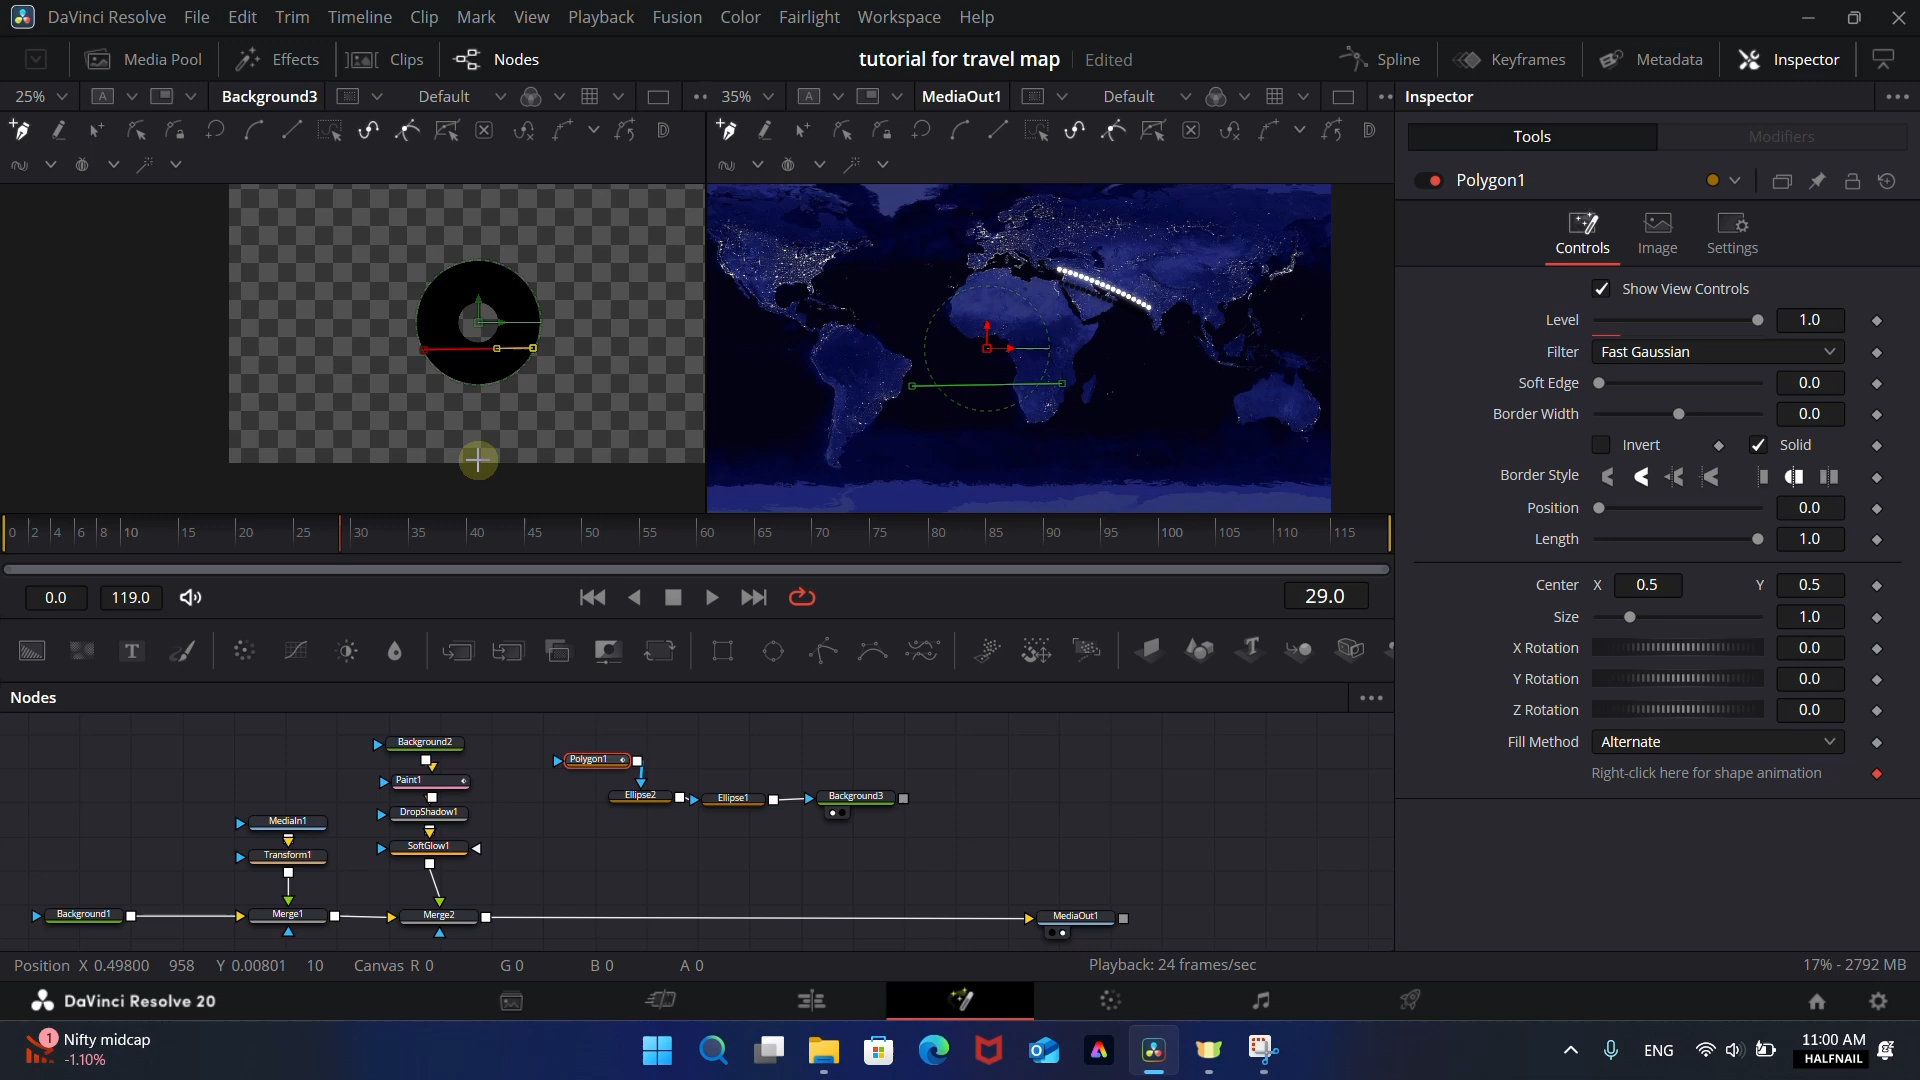 DaVinci Resolve File Edit Trim Timeline Clip Mark View Playback Fusion Color Fairlight Workspace Help
Media Pool Effects Clips Nodes tutorial for travel map Edited Spline Keyframes Metadata Inspector
25% A Background3 Default 35% A MediaOut1 Default Inspector
Tools Modifiers
Polygon1
Controls Image Settings
Show View Controls
Level 1.0
Filter Fast Gaussian
Soft Edge 0.0
Border Width 0.0
Invert Solid
Border Style
Position 0.0
Length 1.0
0 2 4 6 8 10 15 20 25 30 35 40 45 50 55 60 65 70 75 80 85 90 95 100 105 110 115
0.0 119.0 29.0
Center X 0.5 Y 0.5
Size 1.0
X Rotation 0.0
Y Rotation 0.0
Z Rotation 0.0
Fill Method Alternate
Right-click here for shape animation
T T
Nodes
Background2
Polygon1
Paint1
Ellipse2 Ellipse1 Background3
DropShadow1
MediaIn1
SoftGlow1
Transform1
Background1 Merge1 Merge2 MediaOut1
Position X 0.49800 958 Y 0.00801 10 Canvas R 0 G 0 B 0 A 0 Playback: 24 frames/sec 17% - 2792 MB
DaVinci Resolve 20
1 Nifty midcap
-1.10%
ENG
11:00 AM
HALFNAIL